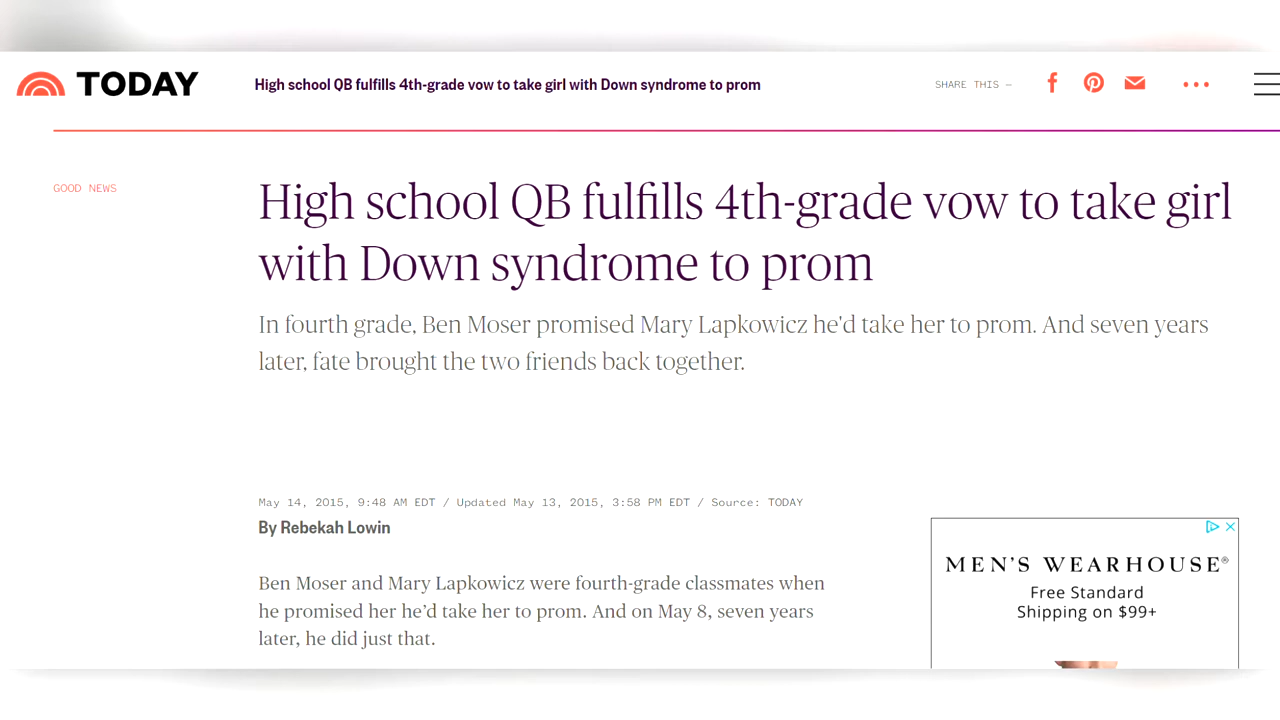 TODAY
High school QB fulfills 4th-grade vow to take girl with Down syndrome to prom
SHARE THIS —
GOOD NEWS
High school QB fulfills 4th-grade vow to take girl
with Down syndrome to prom
In fourth grade, Ben Moser promised Mary Lapkowicz he'd take her to prom. And seven years
later, fate brought the two friends back together.
May 14, 2015, 9:48 AM EDT / Updated May 13, 2015, 3:58 PM EDT / Source: TODAY
By Rebekah Lowin
Ben Moser and Mary Lapkowicz were fourth-grade classmates when
he promised her he’d take her to prom. And on May 8, seven years
later, he did just that.
MEN'S WEARHOUSE®
Free Standard
Shipping on $99+